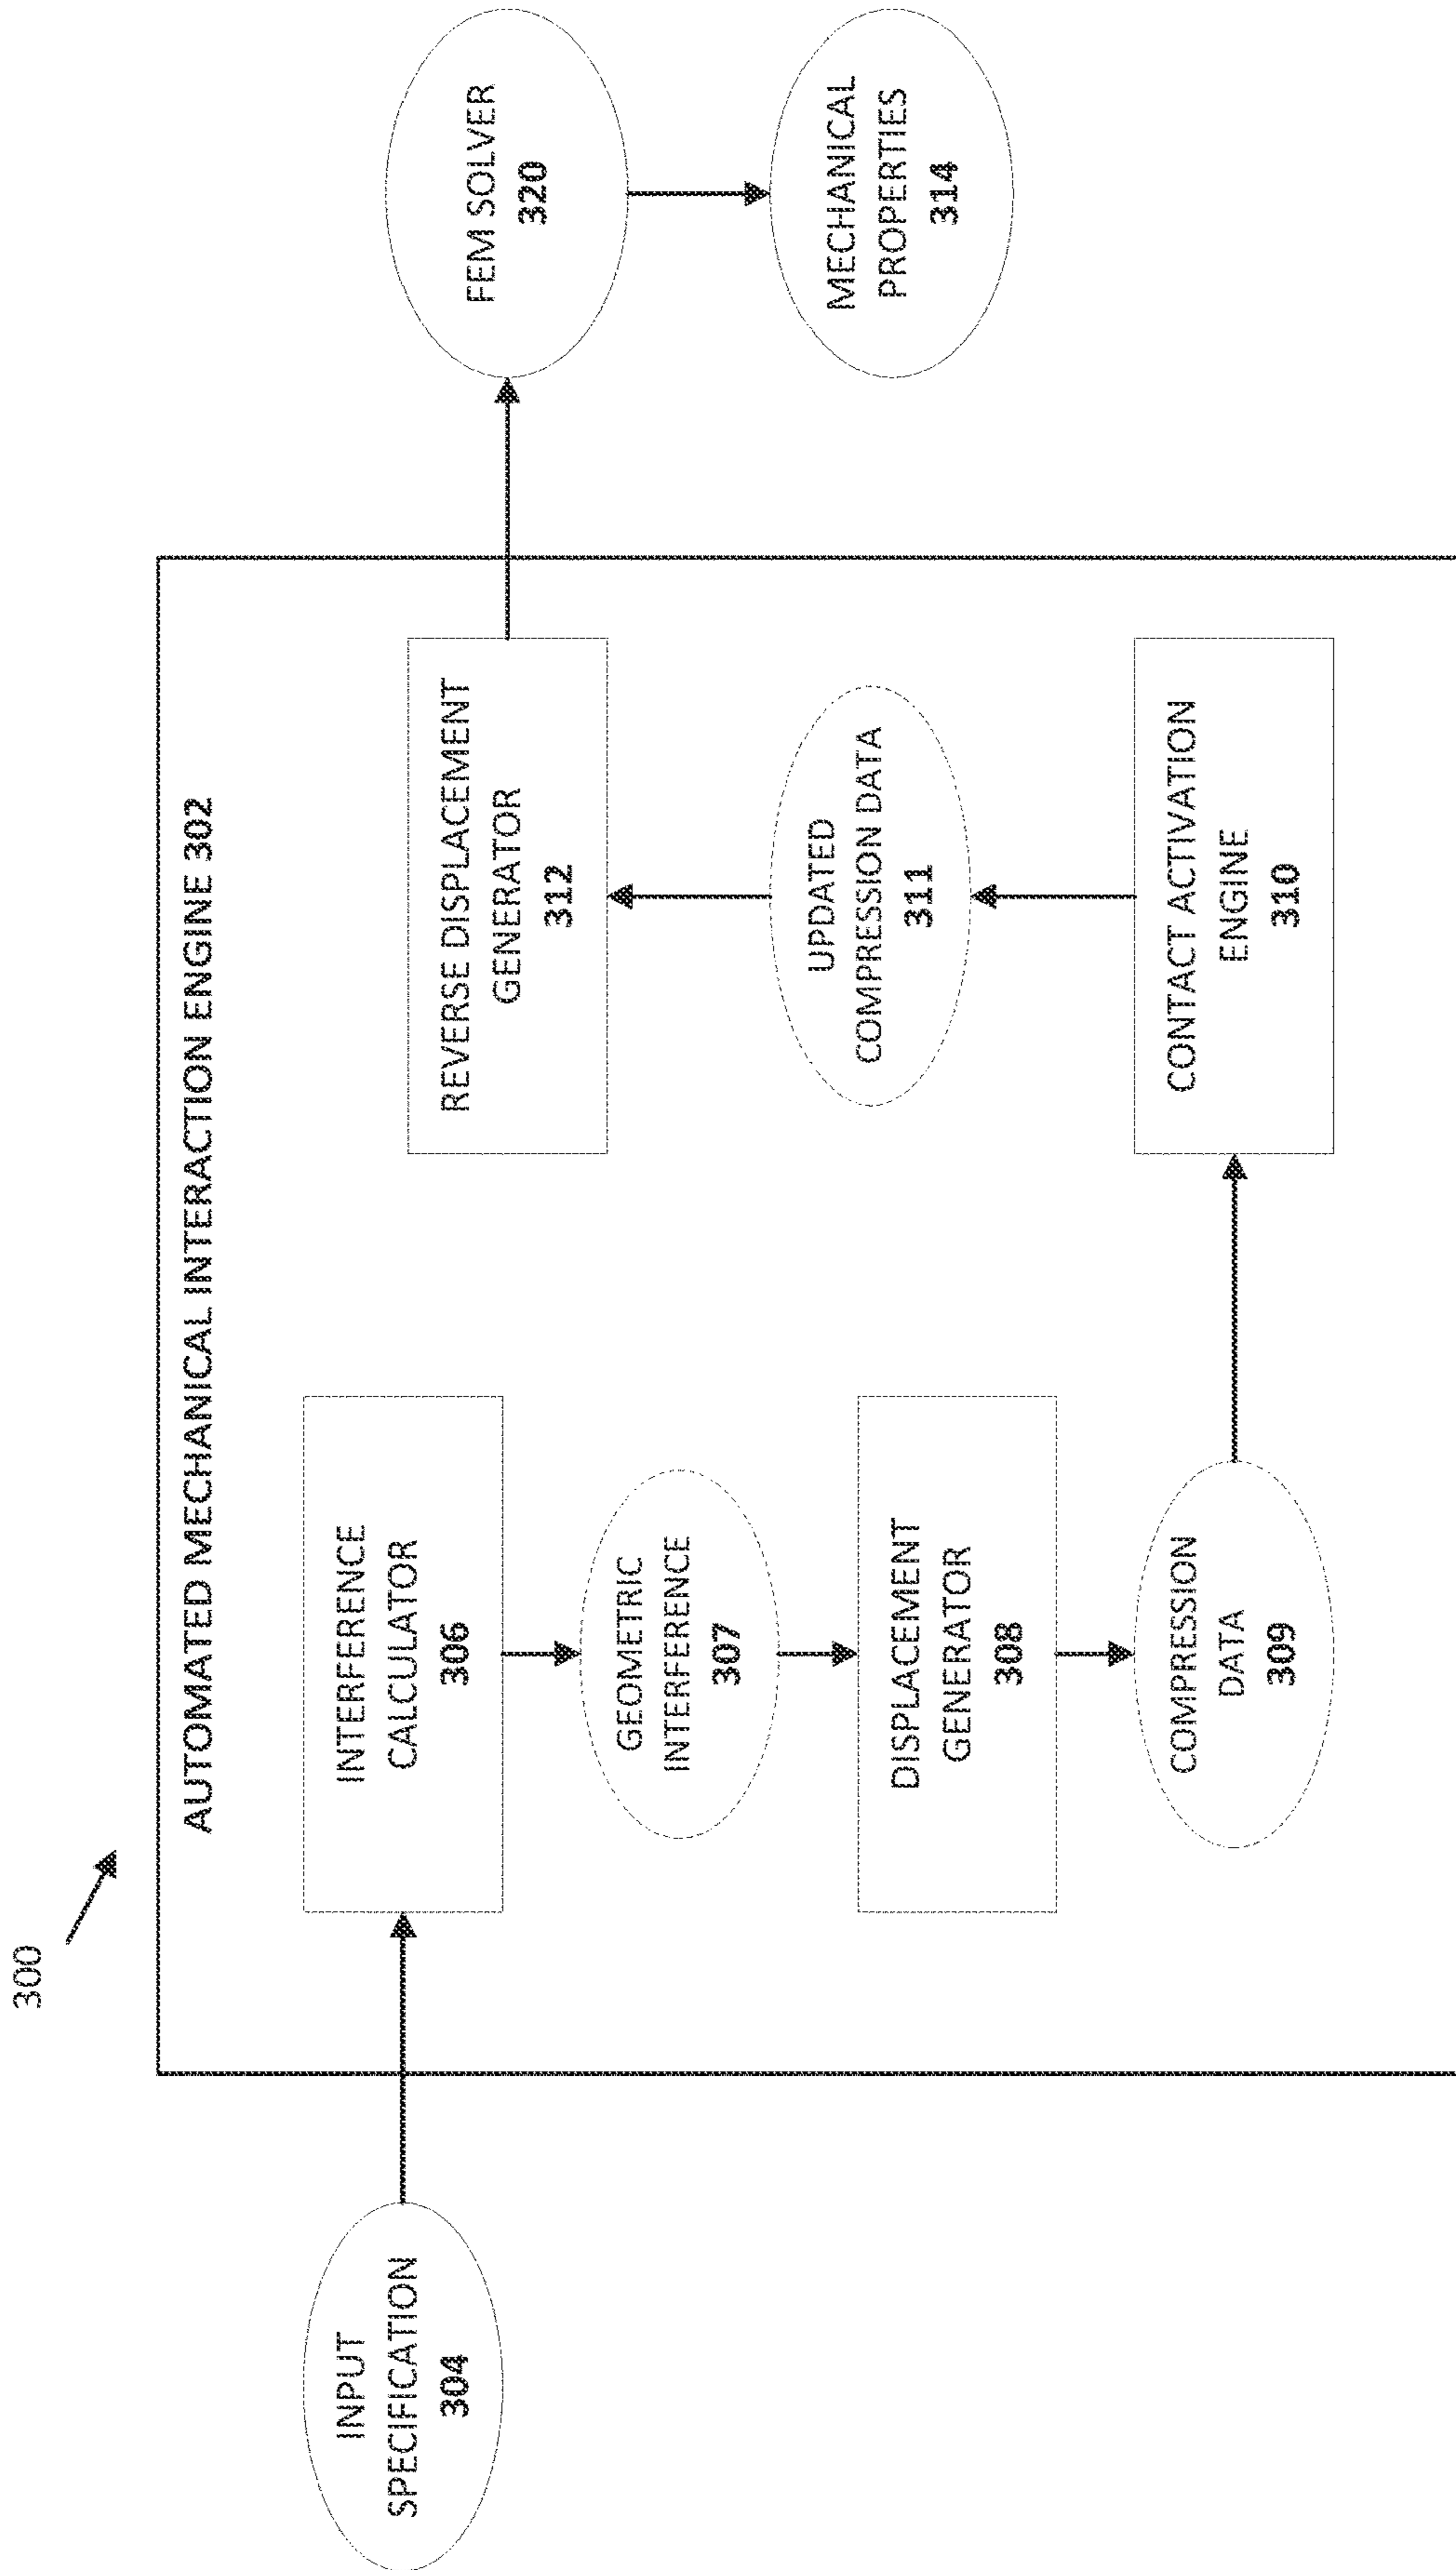 300
AUTOMATED MECHANICAL INTERACTION ENGINE 302
INPUT
SPECIFICATION
304
INTERFERENCE
CALCULATOR
306
GEOMETRIC
INTERFERENCE
307
DISPLACEMENT
GENERATOR
308
COMPRESSION
DATA
309
CONTACT ACTIVATION
ENGINE
310
UPDATED
COMPRESSION DATA
311
REVERSE DISPLACEMENT
GENERATOR
312
FEM SOLVER
320
MECHANICAL
PROPERTIES
314